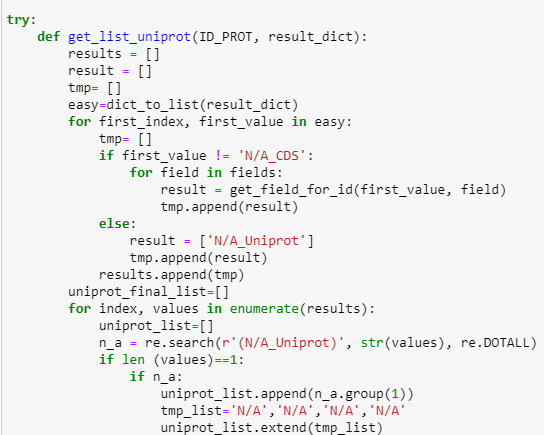 try:
    def get_list_uniprot(ID_PROT, result_dict):
        results = []
        result = []
        tmp= []
        easy=dict_to_list(result_dict)
        for first_index, first_value in easy:
            tmp= []
            if first_value != 'N/A_CDS':
                for field in fields:
                    result = get_field_for_id(first_value, field)
                    tmp.append(result)
            else:
                result = ['N/A_Uniprot']
                tmp.append(result)
            results.append(tmp)
        uniprot_final_list=[]
        for index, values in enumerate(results):
            uniprot_list=[]
            n_a = re.search(r'(N/A_Uniprot)', str(values), re.DOTALL)
            if len (values)==1:
                if n_a:
                    uniprot_list.append(n_a.group(1))
                    tmp_list='N/A','N/A','N/A','N/A'
                    uniprot_list.extend(tmp_list)